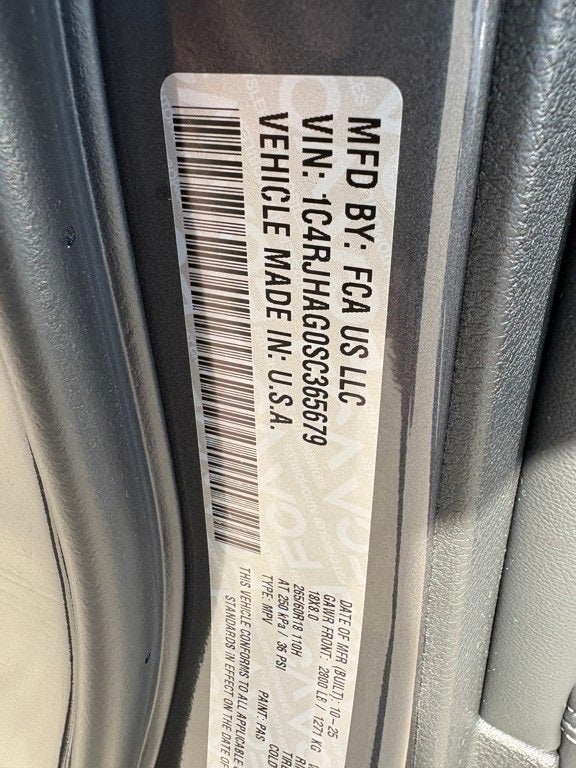 MFD BY: FCA US LLC
VIN: 1C4RJHAG0SC365679
VEHICLE MADE IN: U.S.A.
DATE OF MFR (BUILT): 10-25
GAWR FRONT: 2800 LB / 1271 KG
18X8.0
265/60R18 110H
AT 250 kPa / 36 PSI
TYPE: MPV
PAINT: PAS
THIS VEHICLE CONFORMS TO ALL APPLICABLE
STANDARDS IN EFFECT ON THE DATE OF